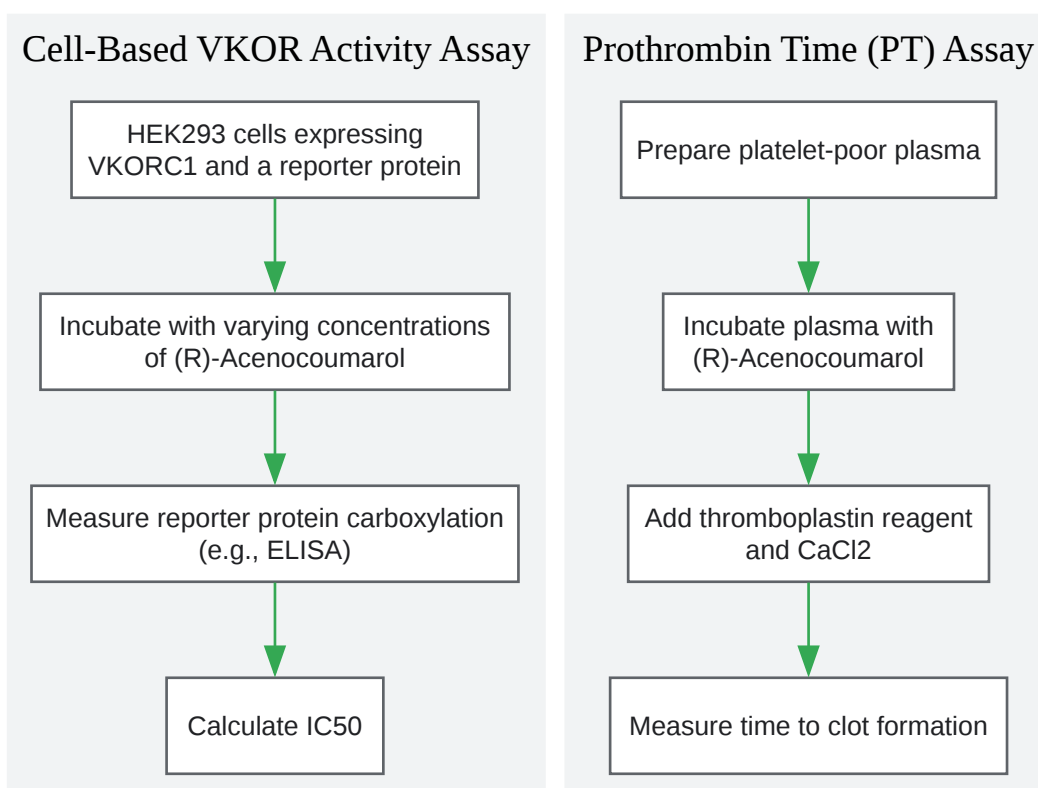 Cell-Based VKOR Activity Assay
HEK293 cells expressing
VKORC1 and a reporter protein
Incubate with varying concentrations
of (R)-Acenocoumarol
Measure reporter protein carboxylation
(e.g., ELISA)
Calculate IC50
Prothrombin Time (PT) Assay
Prepare platelet-poor plasma
Incubate plasma with
(R)-Acenocoumarol
Add thromboplastin reagent
and CaCl2
Measure time to clot formation